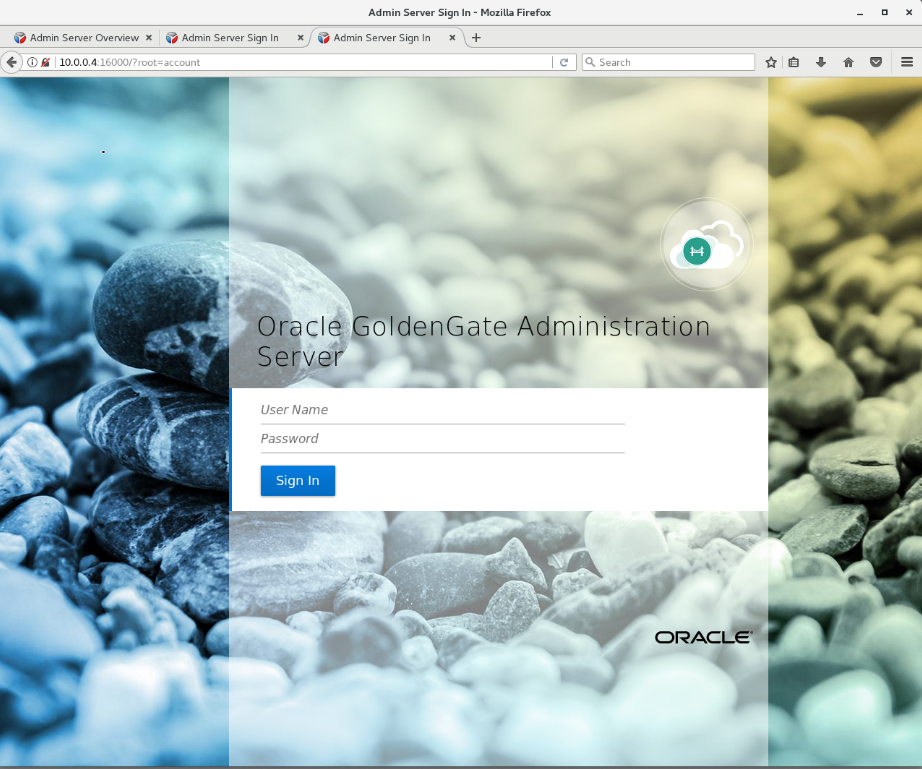 Admin Server Sign In - Mozilla Firefox
Admin Server Overview
Admin Server Sign In
Admin Server Sign In
10.0.0.4:16000/?root=account
Search
Oracle GoldenGate Administration
Server
User Name
Password
Sign In
ORACLE